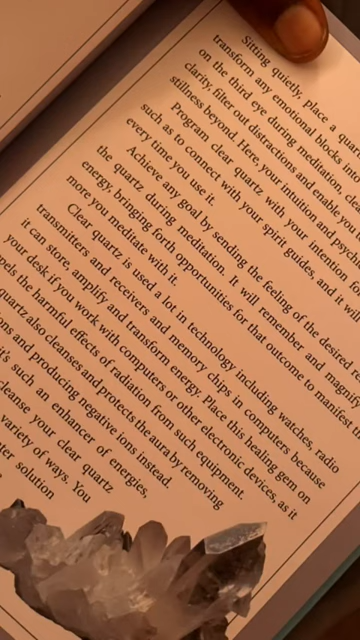 Sitting quietly, place a quar
transform any emotional blocks into
on the third eye during meditation, clea
clarity, filter out distractions and enable you
stillness beyond. Here, your intuition and psych
Program clear quartz with your intention fo
such as to connect with your spirit guides, and it will
every time you use it.
Achieve any goal by sending the feeling of the desired re
the quartz during meditation. It will remember and magnify
energy, bringing forth opportunities for that outcome to manifest t
more you meditate with it.
Clear quartz is used a lot in technology including watches, radio
transmitters and receivers and memory chips in computers because
it can store, amplify and transform energy. Place this healing gem on
your desk if you work with computers or other electronic devices, as it
pels the harmful effects of radiation from such equipment.
quartz also cleanses and protects the aura by removing
ons and producing negative ions instead.
t's such an enhancer of energies,
cleanse your clear quartz
variety of ways. You
ter solution